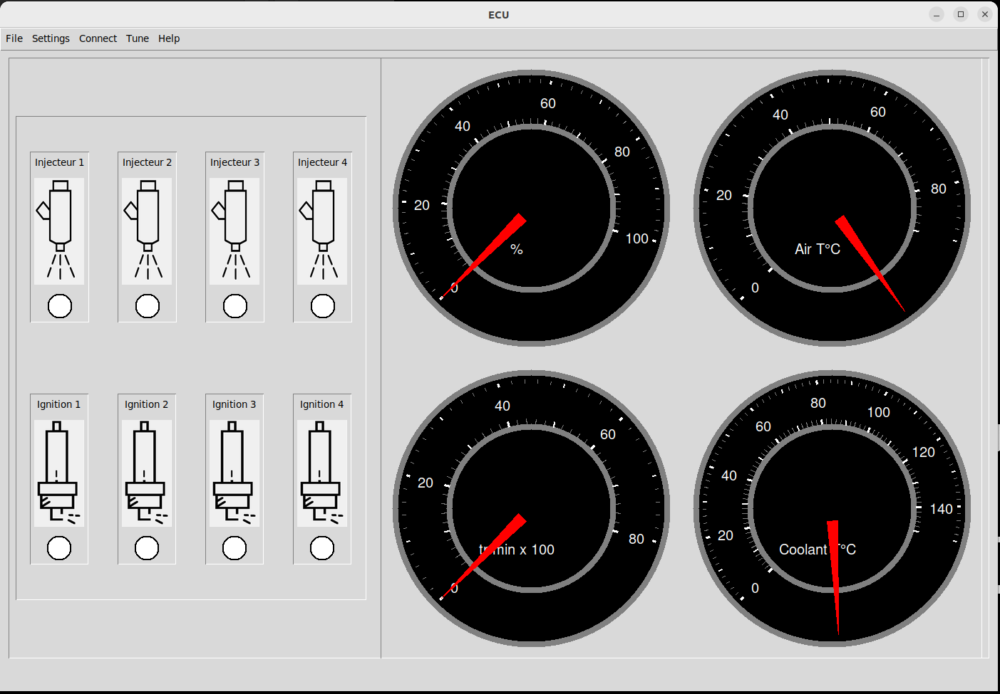 ECU
File Settings Connect Tune Help
Injecteur 1
Injecteur 2
Injecteur 3
Injecteur 4
Ignition 1
Ignition 2
Ignition 3
Ignition 4
0
20
40
60
80
100
%
0
20
40
60
80
Air T°C
0
20
40
60
80
tr/min x 100
0
20
40
60
80
100
120
140
Coolant T°C